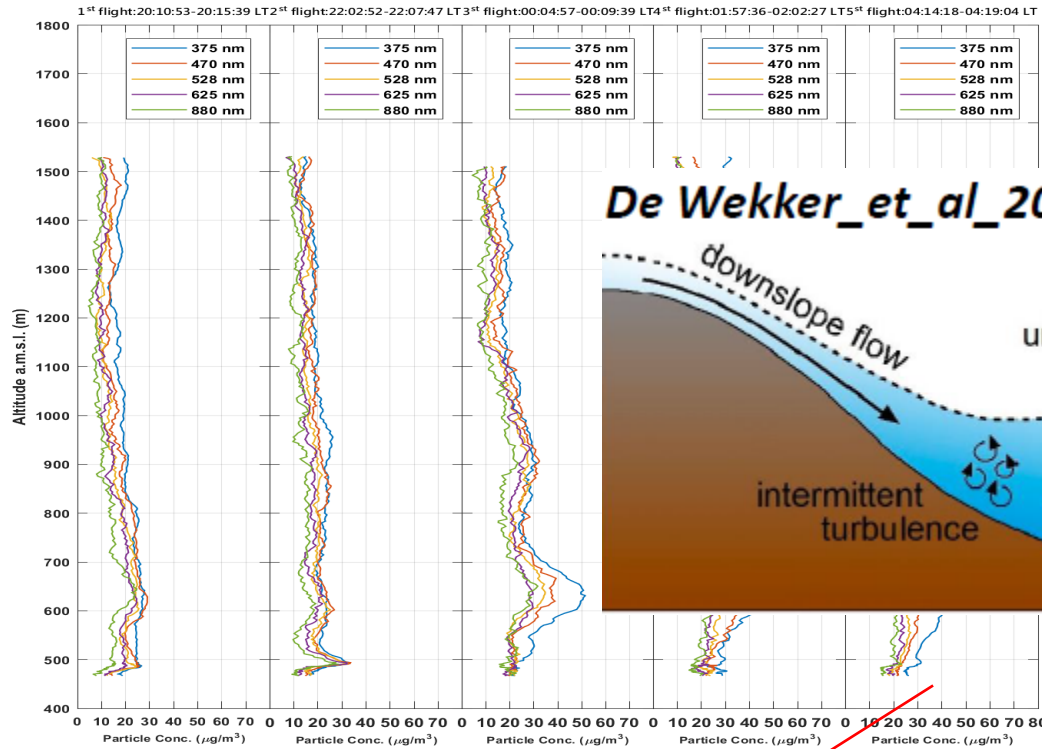 1st flight:20:10:53-20:15:39 LT2st flight:22:02:52-22:07:47 LT3st flight:00:04:57-00:09:39 LT4st flight:01:57:36-02:02:27 LT5st flight:04:14:18-04:19:04 LT
1800
375 nm 375 nm 375 nm 375 nm 375 nm
1700
470 nm 470 nm 470 nm 470 nm 470 nm
528 nm 528 nm 528 nm 528 nm 528 nm
625 nm 625 nm 625 nm 625 nm 625 nm
880 nm 880 nm 880 nm 880 nm 880 nm
1600
1500
De Wekker_et_al_20
1400
1300
downslope flow
1200
1100
1000
900
intermittent
turbulence
800
700
600
500
400
Altitude a.m.s.l. (m)
0 10 20 30 40 50 60 70 0 10 20 30 40 50 60 70 0 10 20 30 40 50 60 70 0 10 20 30 40 50 60 70 0 10 20 30 40 50 60 70 80
Particle Conc. (μg/m³) Particle Conc. (μg/m³) Particle Conc. (μg/m³) Particle Conc. (μg/m³) Particle Conc. (μg/m³)